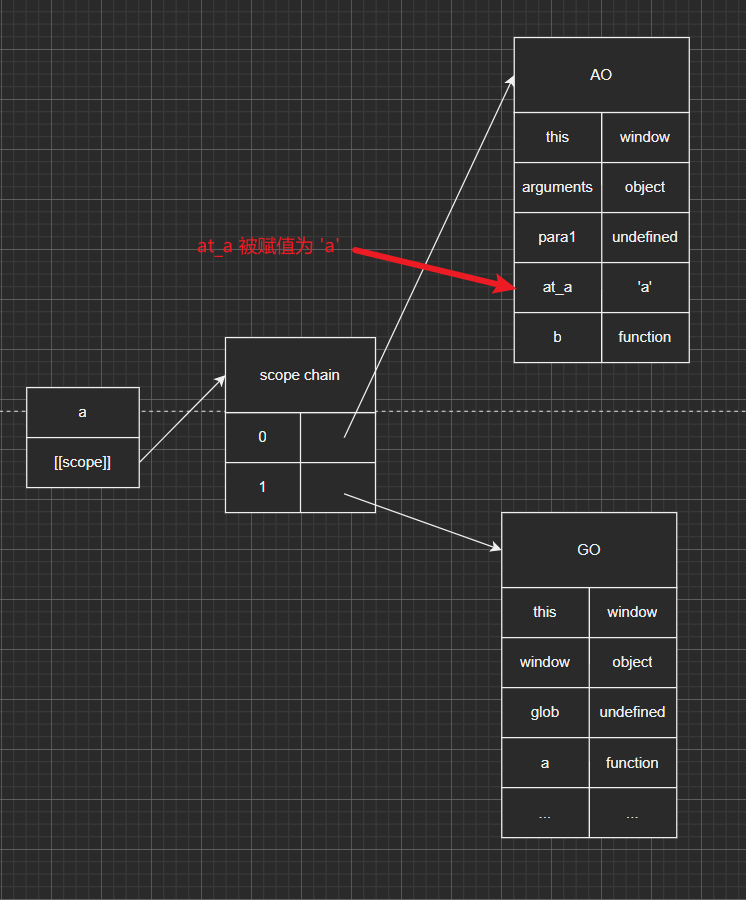 AO
this window
arguments object
para1 undefined
at_a 被赋值为 'a'
at_a 'a'
b function
scope chain
0
1
a
[[scope]]
GO
this window
window object
glob undefined
a function
... ...